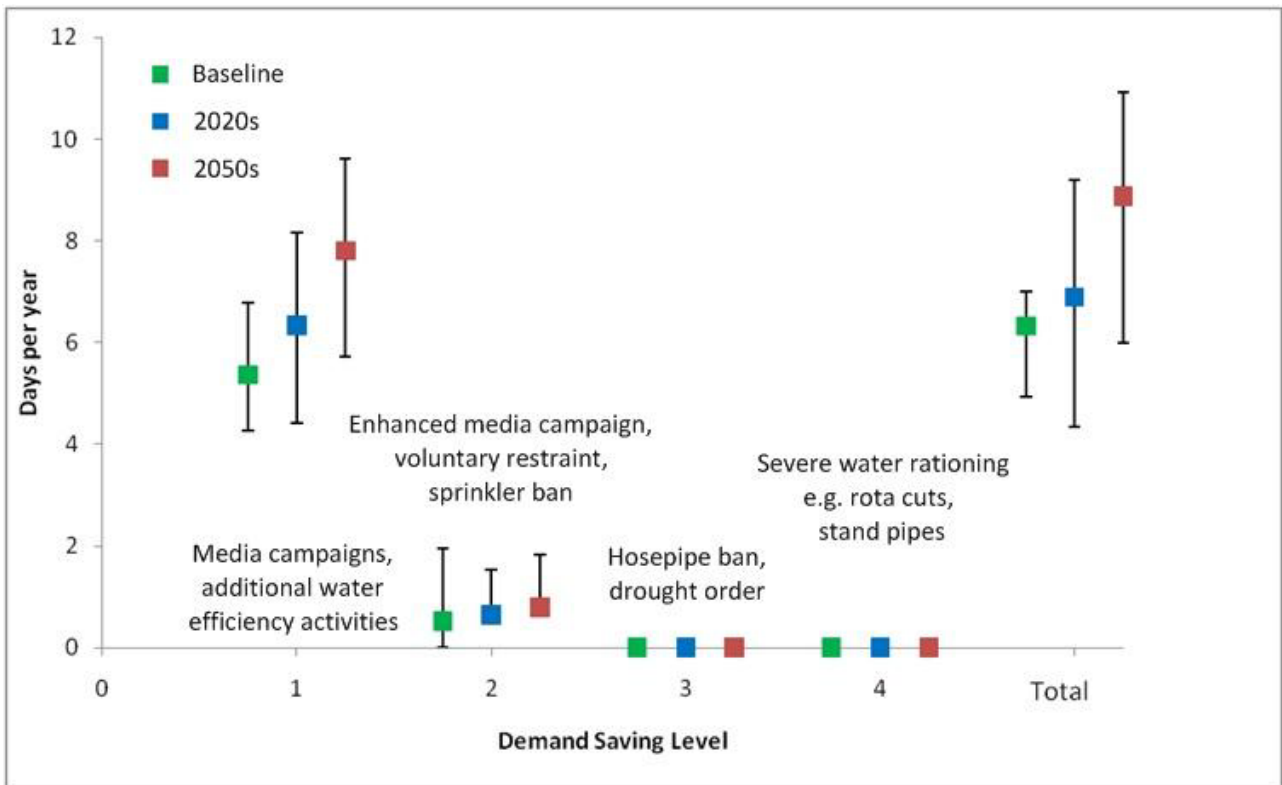 12
10
8
6
4
2
0
Days per year
Baseline
2020s
2050s
Enhanced media campaign,
voluntary restraint,
sprinkler ban
Severe water rationing
e.g. rota cuts,
stand pipes
Media campaigns,
additional water
efficiency activities
Hosepipe ban,
drought order
0 1 2 3 4 Total
Demand Saving Level